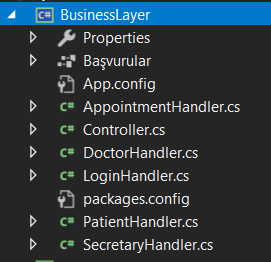 BusinessLayer
Properties
Başvurular
App.config
AppointmentHandler.cs
Controller.cs
DoctorHandler.cs
LoginHandler.cs
packages.config
PatientHandler.cs
SecretaryHandler.cs